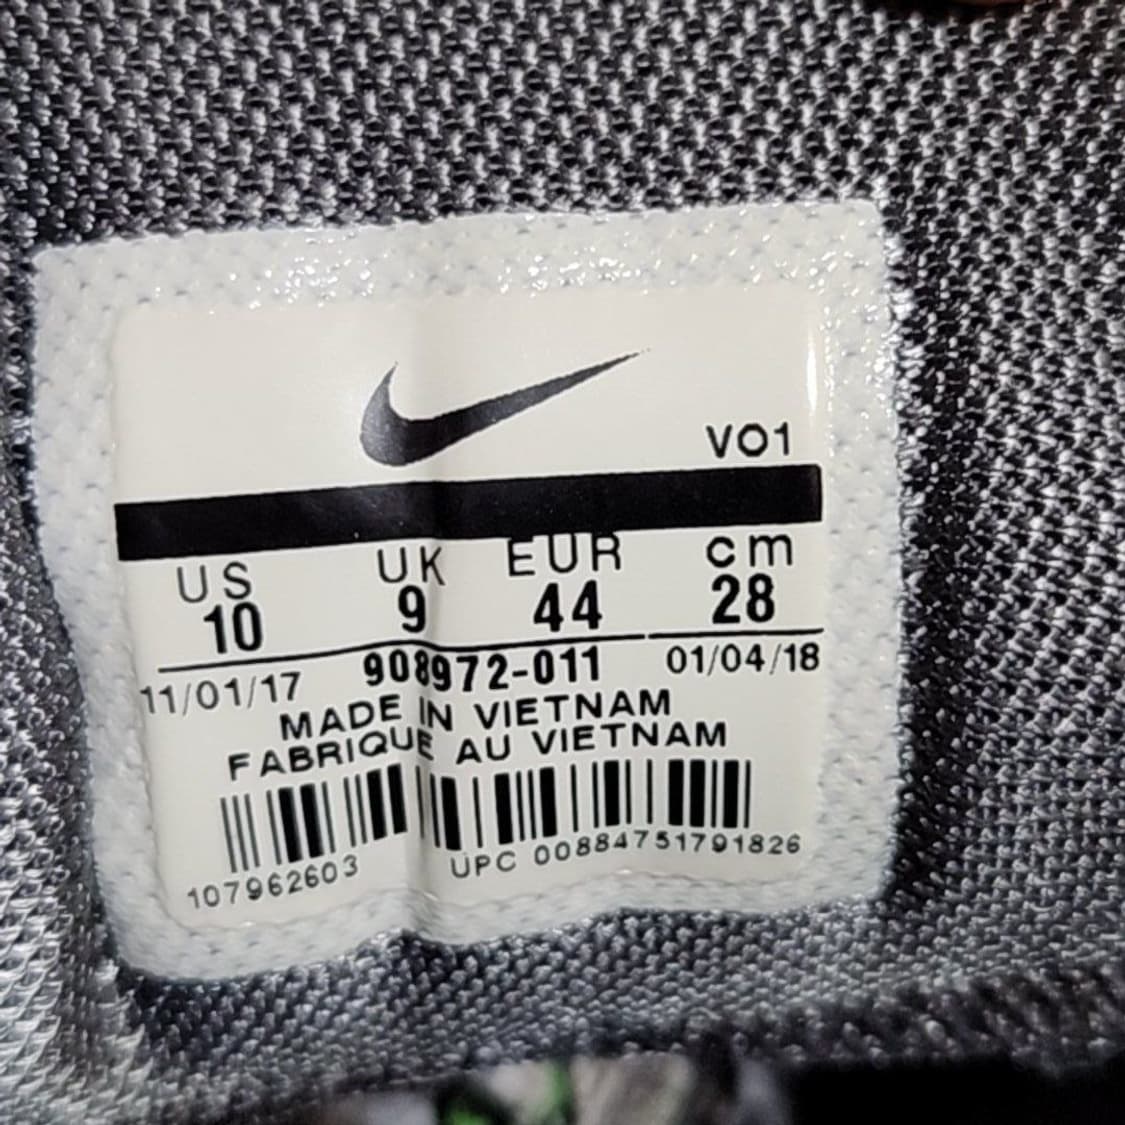 VO1
US UK EUR cm
10 9 44 28
11/01/17 908972-011 01/04/18
MADE IN VIETNAM
FABRIQUE AU VIETNAM
107962603 UPC 00884751791826